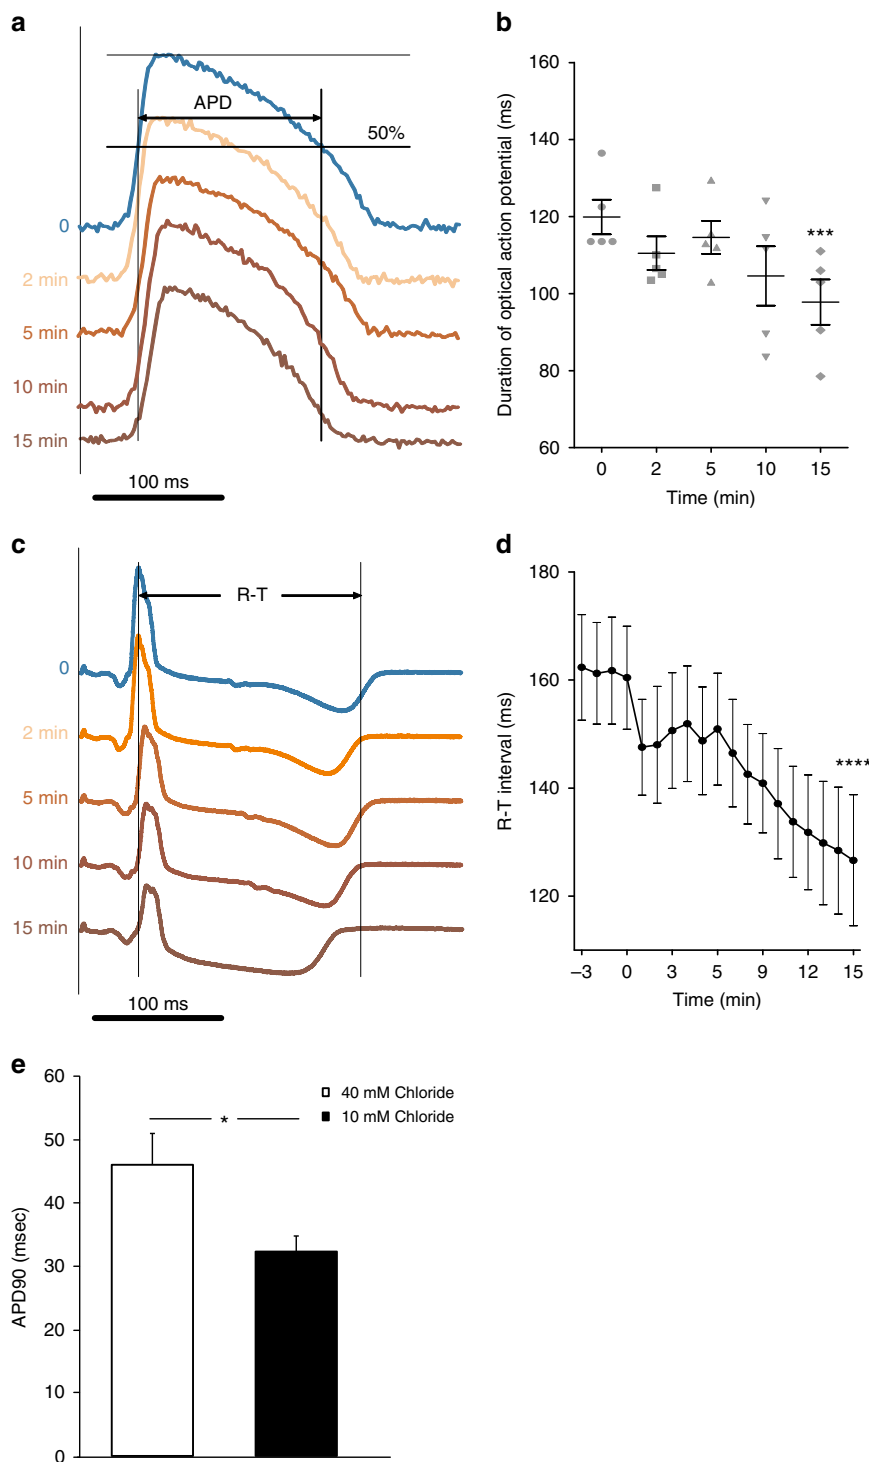 a
APD
50%
0
2 min
5 min
10 min
15 min
100 ms
b
Duration of optical action potential (ms)
160
140
120
100
80
60
***
0 2 5 10 15
Time (min)
c
R-T
0
2 min
5 min
10 min
15 min
100 ms
d
R-T interval (ms)
180
160
140
120
****
–3 0 3 5 9 12 15
Time (min)
e
APD90 (msec)
60
50
40
30
20
10
0
*
40 mM Chloride
10 mM Chloride